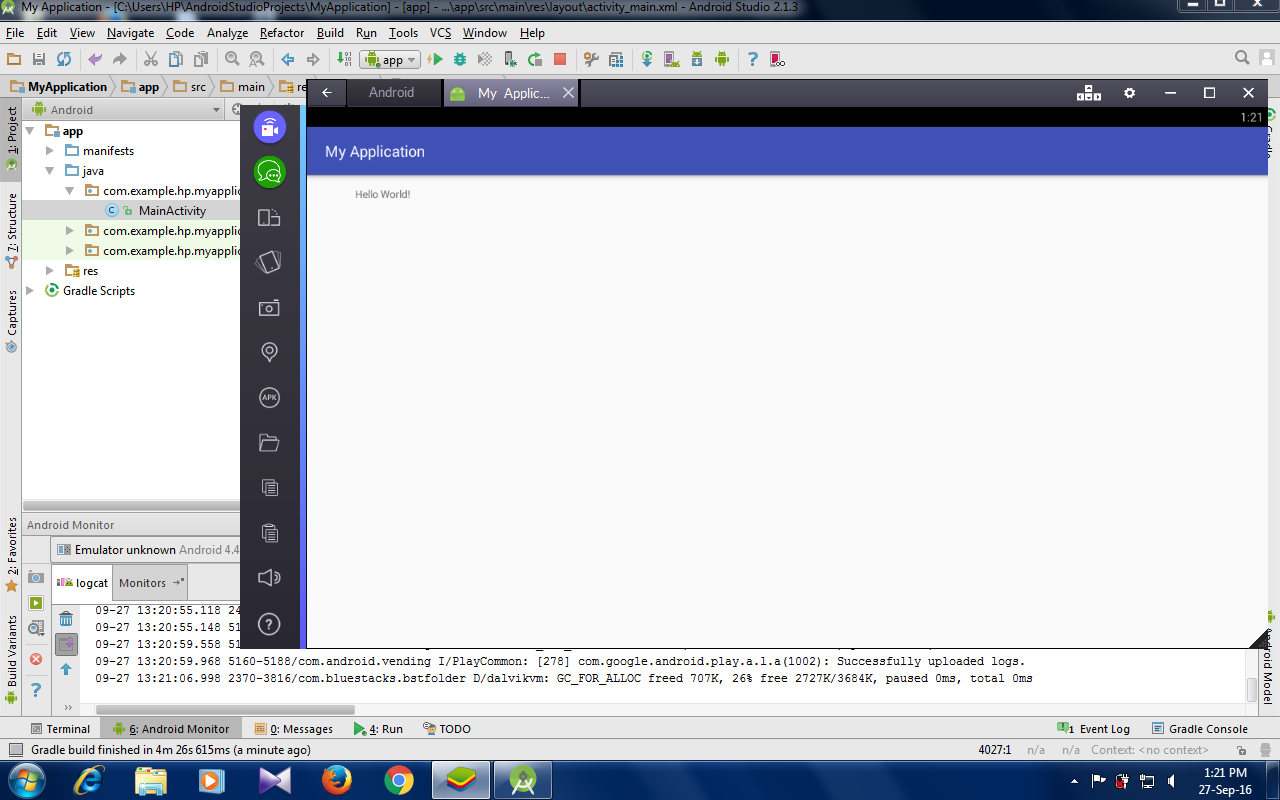 My Application - [C:\Users\HP\AndroidStudioProjects\MyApplication] - [app] - ...\app\src\main\res\layout\activity_main.xml - Android Studio 2.1.3
File Edit View Navigate Code Analyze Refactor Build Run Tools VCS Window Help
app
MyApplication app src main re
Android My Applic...
1: Project
Android
1:21
app
My Application
manifests
java
com.example.hp.myapplic
Hello World!
MainActivity
com.example.hp.myapplic
com.example.hp.myapplic
res
Gradle Scripts
7: Structure
Captures
APK
2: Favorites
Build Variants
Android Monitor
Emulator unknown Android 4.4
logcat Monitors
09-27 13:20:55.118 24
09-27 13:20:55.148 51
09-27 13:20:59.558 51
09-27 13:20:59.968 5160-5188/com.android.vending I/PlayCommon: [278] com.google.android.play.a.l.a(1002): Successfully uploaded logs.
09-27 13:21:06.998 2370-3816/com.bluestacks.bstfolder D/dalvikvm: GC_FOR_ALLOC freed 707K, 26% free 2727K/3684K, paused 0ms, total 0ms
Android Model
Terminal 6: Android Monitor 0: Messages 4: Run TODO 1 Event Log Gradle Console
Gradle build finished in 4m 26s 615ms (a minute ago) 4027:1 n/a n/a Context: <no context>
1:21 PM
27-Sep-16